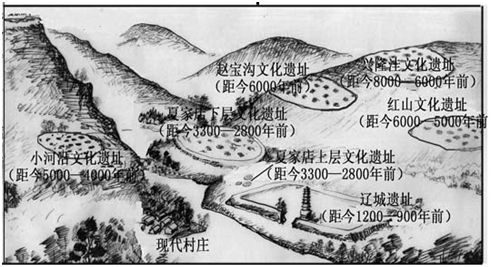 赵宝沟文化遗址
(距今6000年前)
兴隆洼文化遗址
(距今8000—6000年前)
红山文化遗址
(距今6000—5000年前)
夏家店下层文化遗址
(距今3300—2800年前)
小河沿文化遗址
(距今5000—4000年前)
夏家店上层文化遗址
(距今3300—2800年前)
辽城遗址
(距今1200—900年前)
现代村庄